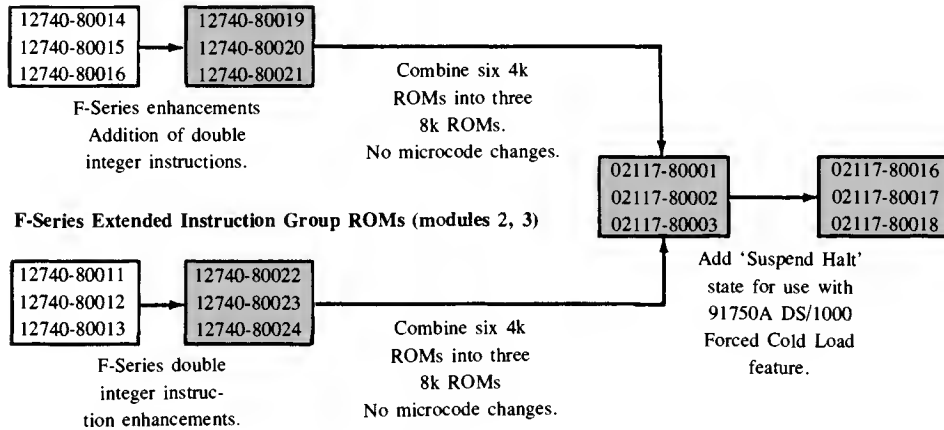 12740-80014
12740-80015
12740-80016
12740-80019
12740-80020
12740-80021
F-Series enhancements
Addition of double
integer instructions.
Combine six 4k
ROMs into three
8k ROMs.
No microcode changes.
02117-80001
02117-80002
02117-80003
02117-80016
02117-80017
02117-80018
Add ‘Suspend Halt’
state for use with
91750A DS/1000
Forced Cold Load
feature.
F-Series Extended Instruction Group ROMs (modules 2, 3)
12740-80011
12740-80012
12740-80013
12740-80022
12740-80023
12740-80024
F-Series double
integer instruc-
tion enhancements.
Combine six 4k
ROMs into three
8k ROMs
No microcode changes.